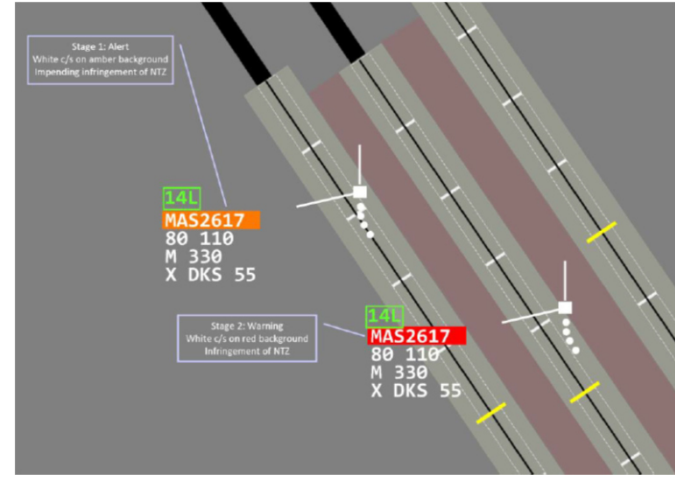 Stage 1: Alert
White c/s on amber background
Impending infringement of NTZ
14L
MAS2617
80 110
M 330
X DKS 55
Stage 2: Warning
White c/s on red background
Infringement of NTZ
14L
MAS2617
80 110
M 330
X DKS 55